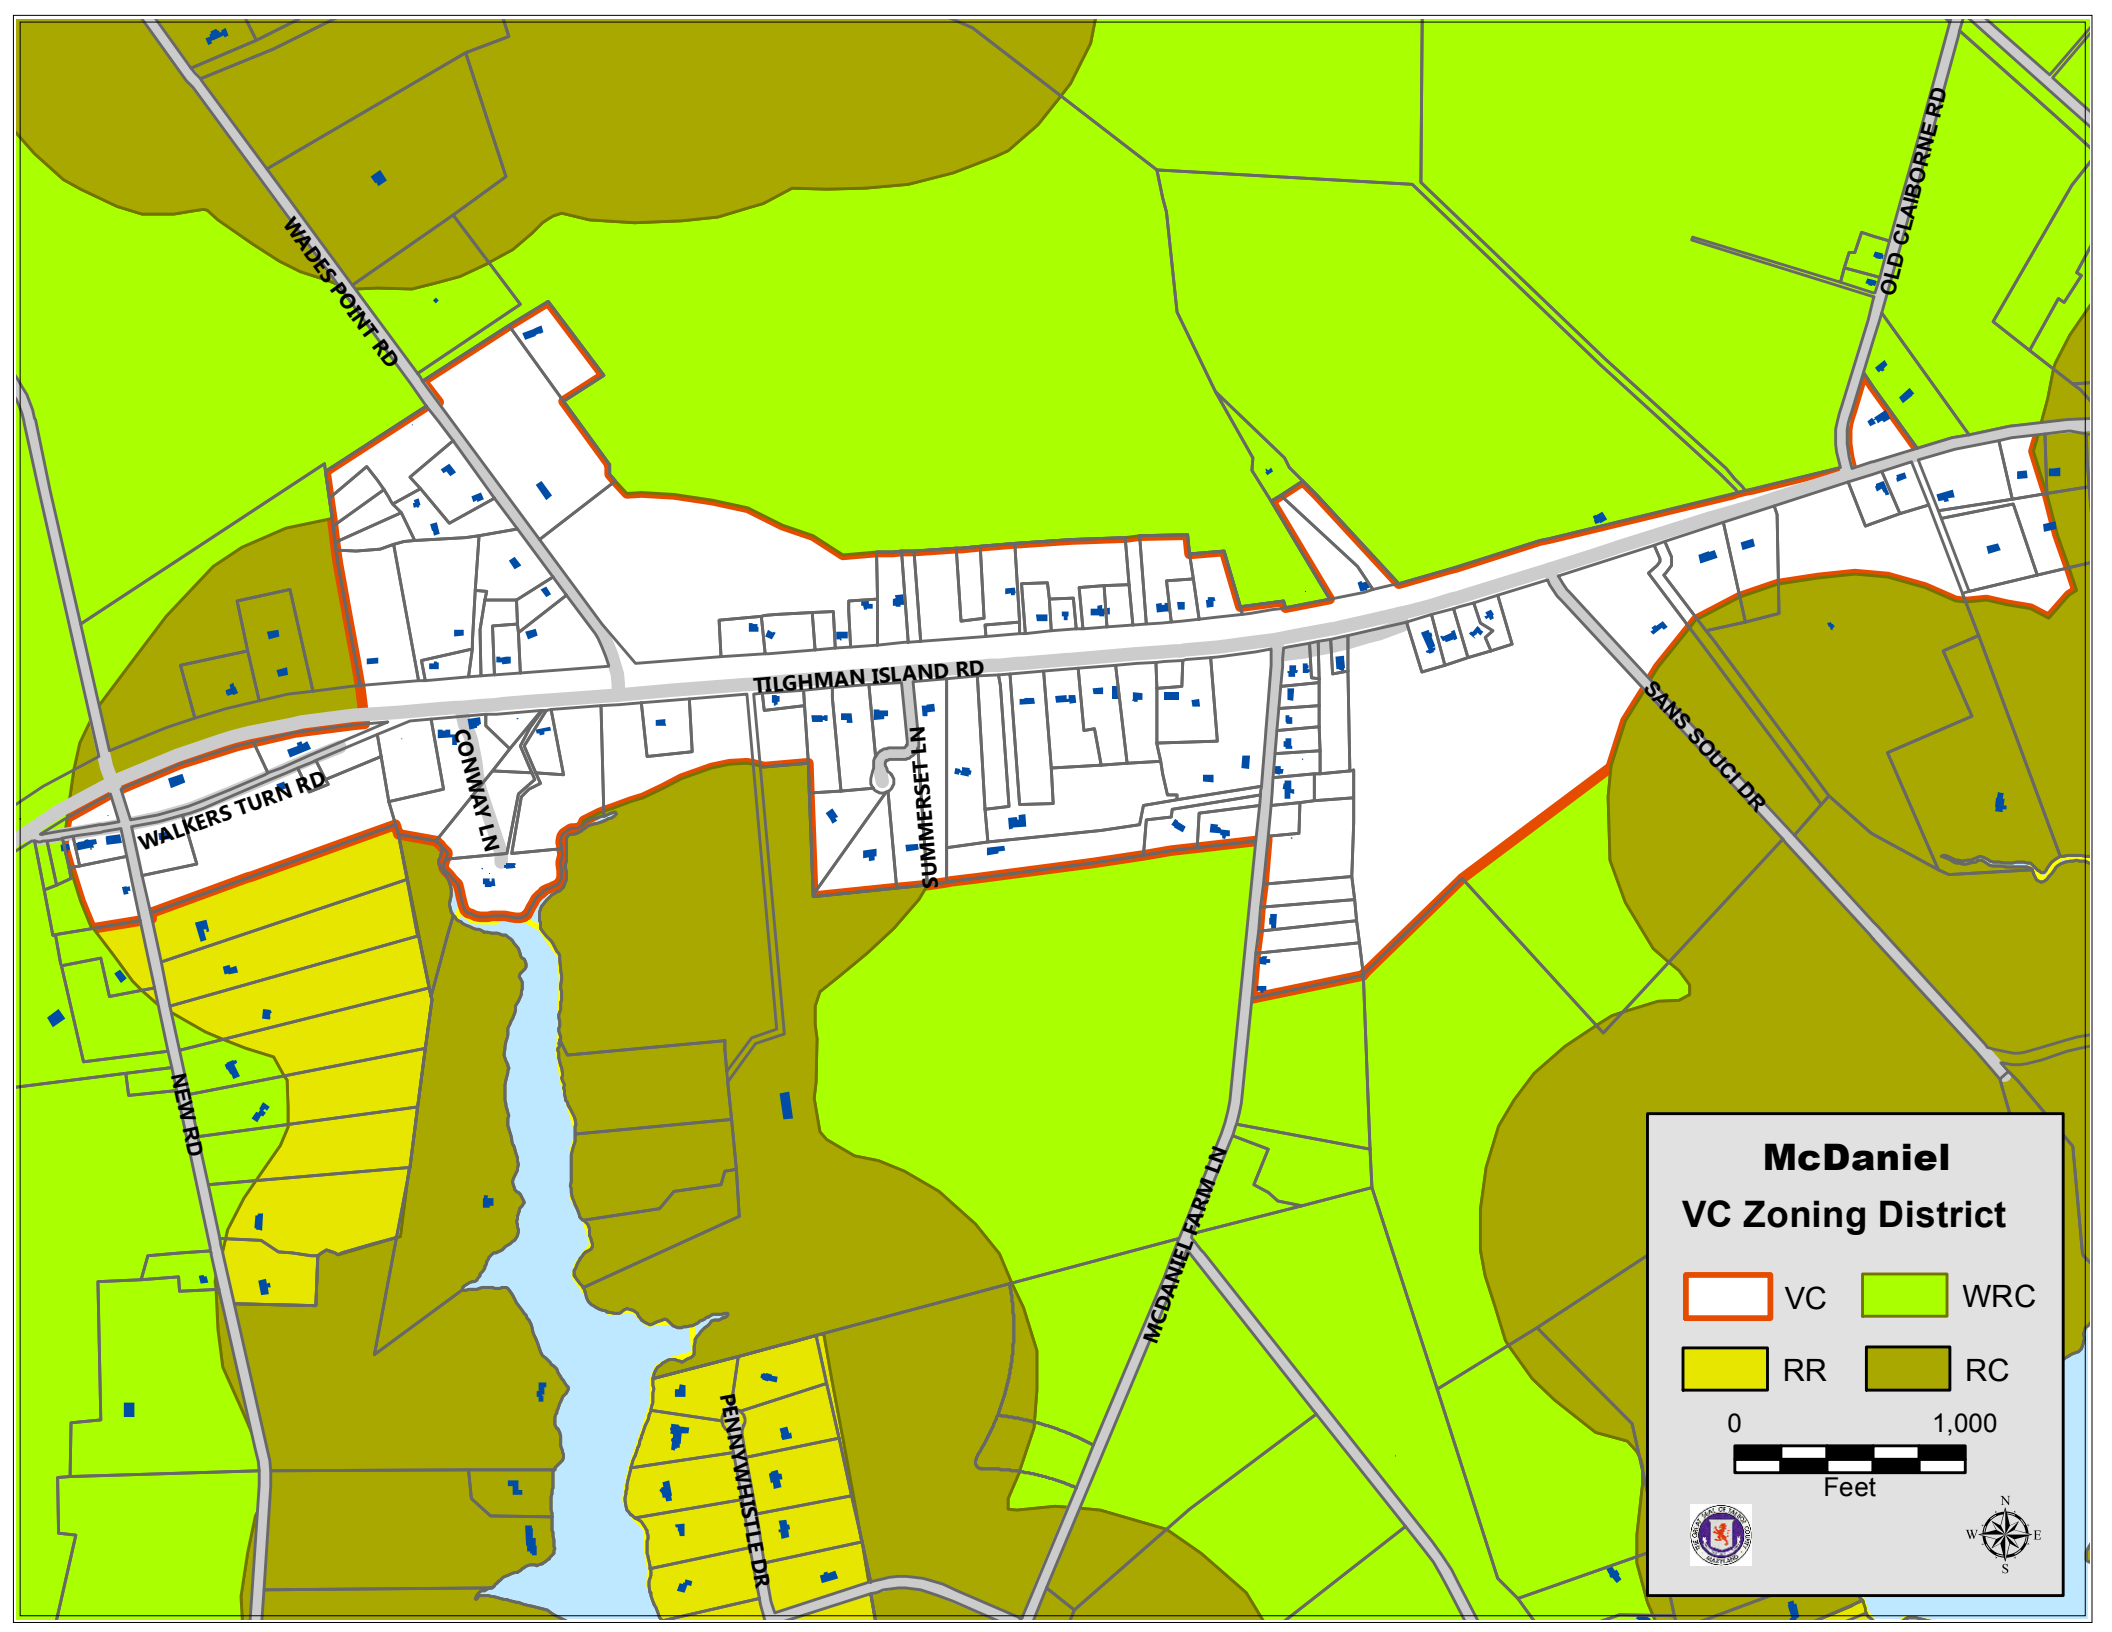 WADES POINT RD
OLD CLAIBORNE RD
TILGHMAN ISLAND RD
SANS SOUCI DR
CONWAY LN
SUMMERSET LN
WALKERS TURN RD
NEW RD
MCDANIEL FARM LN
PENNYWHISTLE DR
McDaniel
VC Zoning District
VC
WRC
RR
RC
0
1,000
Feet
N
W
E
S